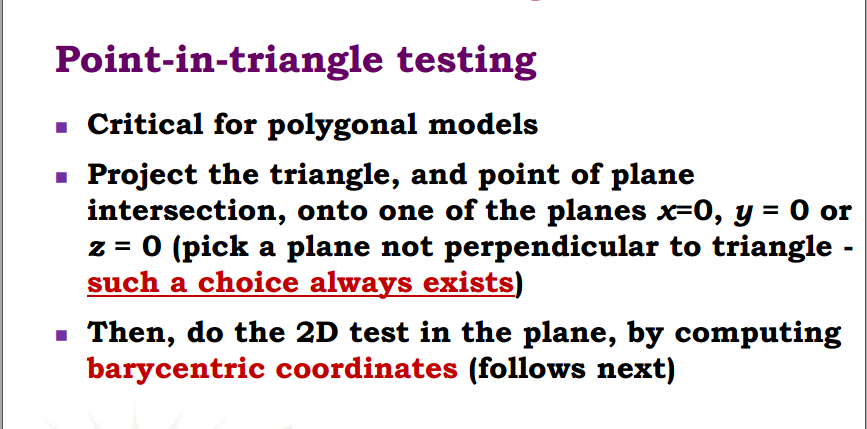 Point-in-triangle testing
▪ Critical for polygonal models
▪ Project the triangle, and point of plane
intersection, onto one of the planes x=0, y = 0 or
z = 0 (pick a plane not perpendicular to triangle -
such a choice always exists)
▪ Then, do the 2D test in the plane, by computing
barycentric coordinates (follows next)